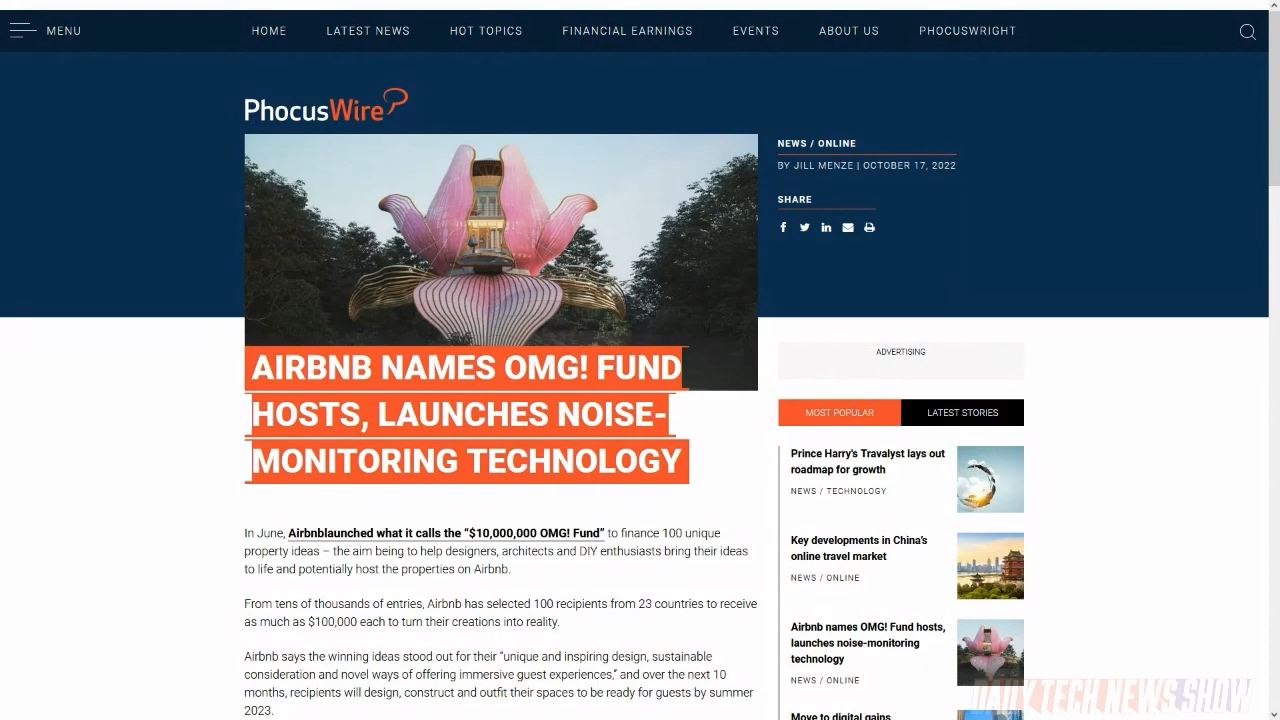 MENU
HOME
LATEST NEWS
HOT TOPICS
FINANCIAL EARNINGS
EVENTS
ABOUT US
PHOCUSWRIGHT
PhocusWire
NEWS / ONLINE
BY JILL MENZE | OCTOBER 17, 2022
SHARE
AIRBNB NAMES OMG! FUND
HOSTS, LAUNCHES NOISE-
MONITORING TECHNOLOGY
In June, Airbnblaunched what it calls the “$10,000,000 OMG! Fund” to finance 100 unique
property ideas – the aim being to help designers, architects and DIY enthusiasts bring their ideas
to life and potentially host the properties on Airbnb.
From tens of thousands of entries, Airbnb has selected 100 recipients from 23 countries to receive
as much as $100,000 each to turn their creations into reality.
Airbnb says the winning ideas stood out for their “unique and inspiring design, sustainable
consideration and novel ways of offering immersive guest experiences,” and over the next 10
months, recipients will design, construct and outfit their spaces to be ready for guests by summer
2023.
ADVERTISING
MOST POPULAR
LATEST STORIES
Prince Harry's Travalyst lays out
roadmap for growth
NEWS / TECHNOLOGY
Key developments in China's
online travel market
NEWS / ONLINE
Airbnb names OMG! Fund hosts,
launches noise-monitoring
technology
NEWS / ONLINE
Move to digital gains
DAILY TECH NEWS SHOW